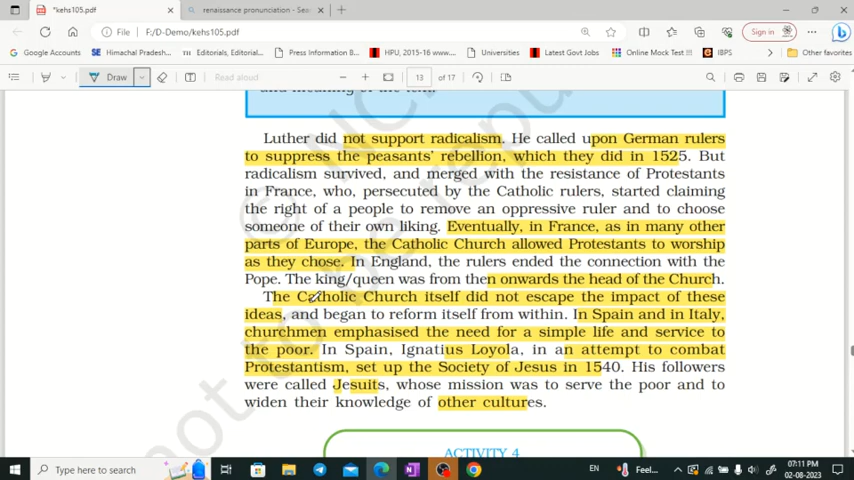 *kehs105.pdf
renaissance pronunciation - Sea
File
F:/D-Demo/kehs105.pdf
Sign in
Google Accounts
Himachal Pradesh...
Editorials, Editorial...
Press Information B...
HPU, 2015-16 www....
Universities
Latest Govt Jobs
Online Mock Test !!...
IBPS
Other favorites
Draw
Read aloud
13
of 17
and meaning of the text.
Luther did not support radicalism. He called upon German rulers
to suppress the peasants' rebellion, which they did in 1525. But
radicalism survived, and merged with the resistance of Protestants
in France, who, persecuted by the Catholic rulers, started claiming
the right of a people to remove an oppressive ruler and to choose
someone of their own liking. Eventually, in France, as in many other
parts of Europe, the Catholic Church allowed Protestants to worship
as they chose. In England, the rulers ended the connection with the
Pope. The king/queen was from then onwards the head of the Church.
The Catholic Church itself did not escape the impact of these
ideas, and began to reform itself from within. In Spain and in Italy,
churchmen emphasised the need for a simple life and service to
the poor. In Spain, Ignatius Loyola, in an attempt to combat
Protestantism, set up the Society of Jesus in 1540. His followers
were called Jesuits, whose mission was to serve the poor and to
widen their knowledge of other cultures.
ACTIVITY 4
Type here to search
EN
Feel...
07:11 PM
02-08-2023